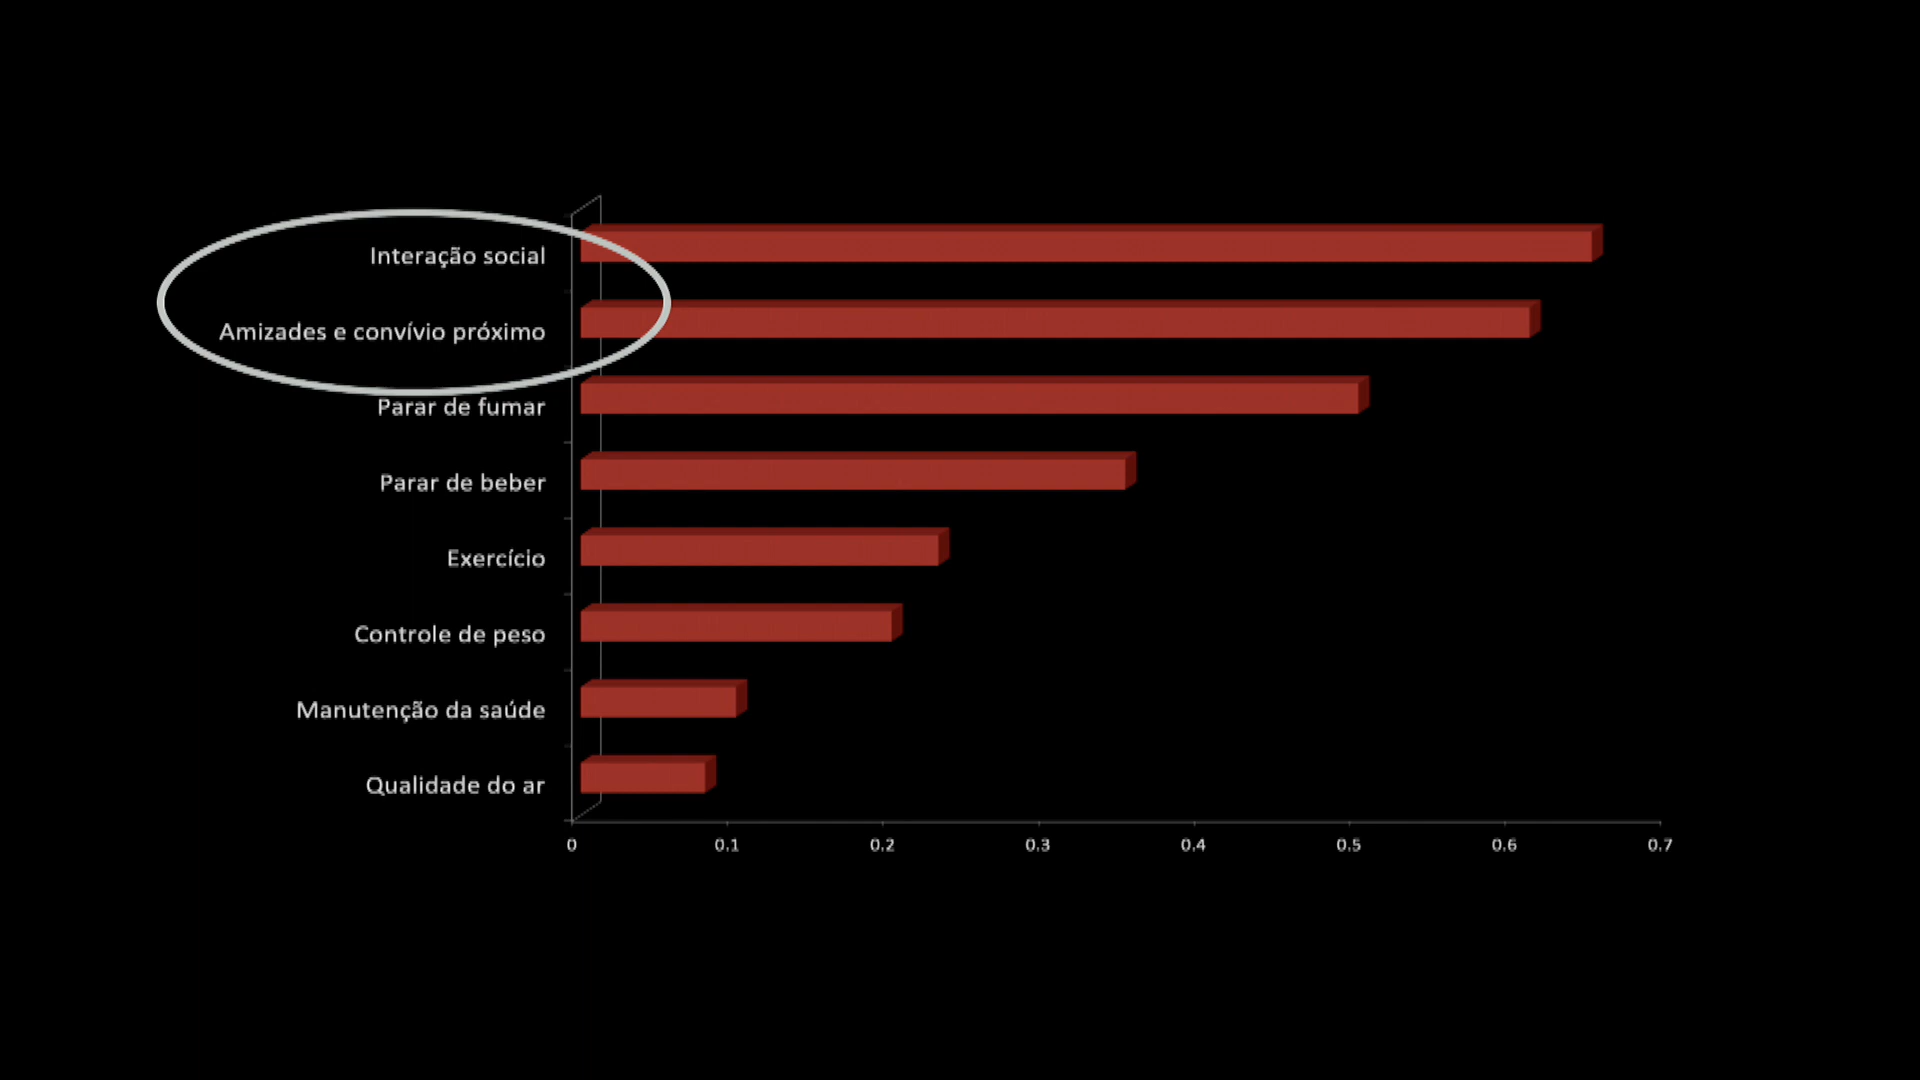 Interação social
Amizades e convívio próximo
Parar de fumar
Parar de beber
Exercício
Controle de peso
Manutenção da saúde
Qualidade do ar
0 0.1 0.2 0.3 0.4 0.5 0.6 0.7